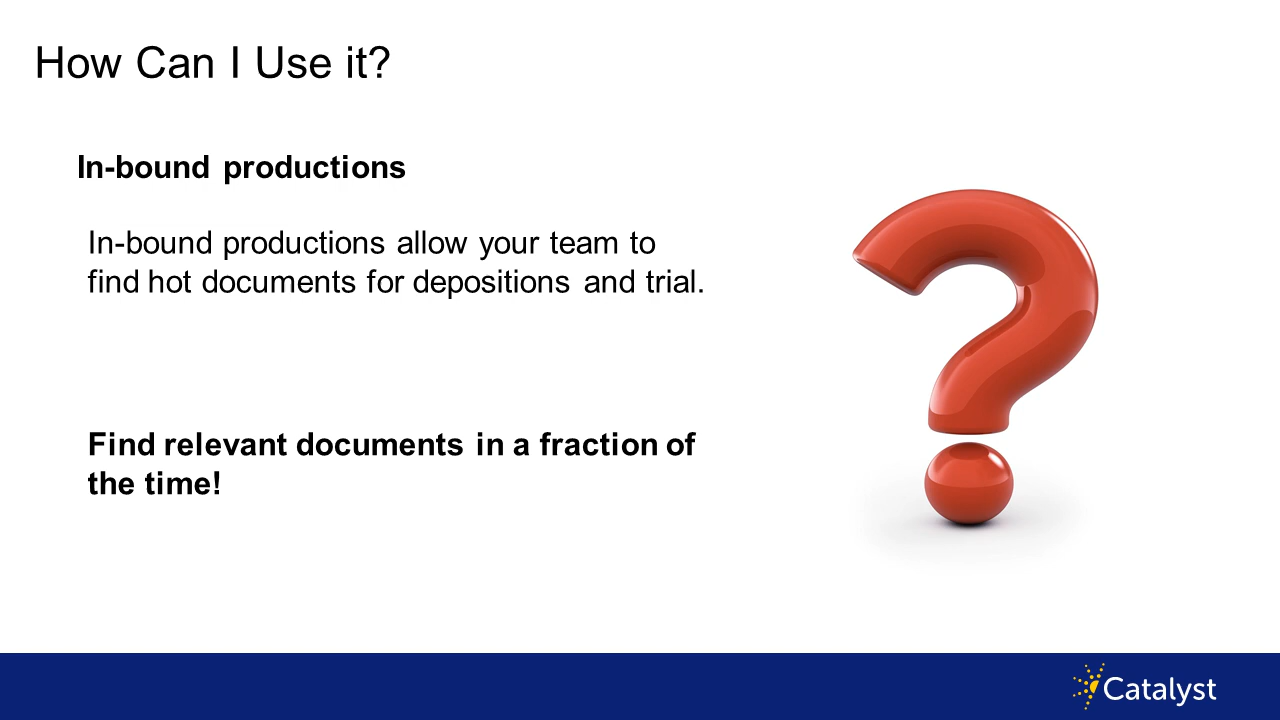 How Can I Use it?
In-bound productions
In-bound productions allow your team to
find hot documents for depositions and trial.
Find relevant documents in a fraction of
the time!
Catalyst